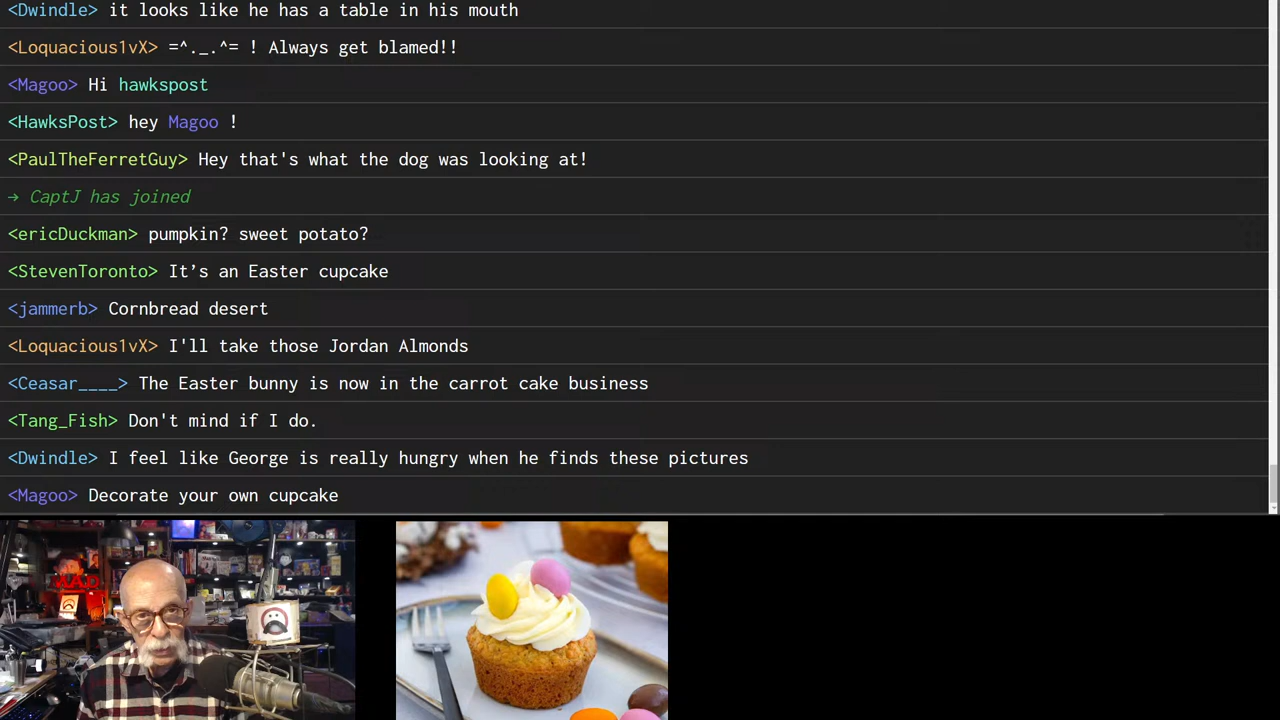 <Dwindle> it looks like he has a table in his mouth
<Loquacious1vX> =^._.^= ! Always get blamed!!
<Magoo> Hi hawkspost
<HawksPost> hey Magoo !
<PaulTheFerretGuy> Hey that's what the dog was looking at!
→ CaptJ has joined
<ericDuckman> pumpkin? sweet potato?
<StevenToronto> It’s an Easter cupcake
<jammerb> Cornbread desert
<Loquacious1vX> I'll take those Jordan Almonds
<Ceasar____> The Easter bunny is now in the carrot cake business
<Tang_Fish> Don't mind if I do.
<Dwindle> I feel like George is really hungry when he finds these pictures
<Magoo> Decorate your own cupcake
WAD